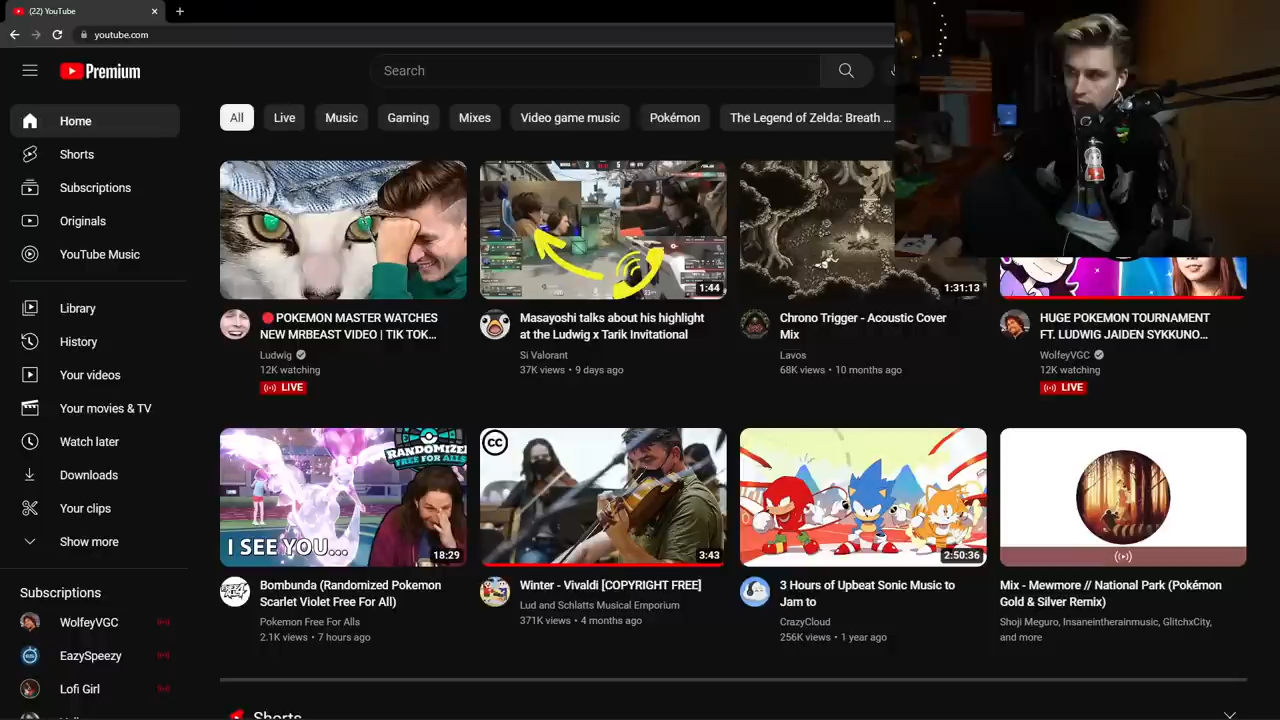 (22) YouTube
youtube.com
Premium
Search
Home
Shorts
Subscriptions
Originals
YouTube Music
Library
History
Your videos
Your movies & TV
Watch later
Downloads
Your clips
Show more
Subscriptions
WolfeyVGC
EazySpeezy
Lofi Girl
All
Live
Music
Gaming
Mixes
Video game music
Pokémon
The Legend of Zelda: Breath ...
POKEMON MASTER WATCHES
NEW MRBEAST VIDEO | TIK TOK...
Ludwig
12K watching
LIVE
1:44
Masayoshi talks about his highlight
at the Ludwig x Tarik Invitational
Si Valorant
37K views • 9 days ago
1:31:13
Chrono Trigger - Acoustic Cover
Mix
Lavos
68K views • 10 months ago
HUGE POKEMON TOURNAMENT
FT. LUDWIG JAIDEN SYKKUNO...
WolfeyVGC
12K watching
LIVE
RANDOMIZED
FREE FOR ALLS
I SEE YOU...
18:29
Bombunda (Randomized Pokemon
Scarlet Violet Free For All)
Pokemon Free For Alls
2.1K views • 7 hours ago
CC
3:43
Winter - Vivaldi [COPYRIGHT FREE]
Lud and Schlatts Musical Emporium
371K views • 4 months ago
2:50:36
3 Hours of Upbeat Sonic Music to
Jam to
CrazyCloud
256K views • 1 year ago
Mix - Mewmore // National Park (Pokémon
Gold & Silver Remix)
Shoji Meguro, Insaneintherainmusic, GlitchxCity,
and more
Shorts